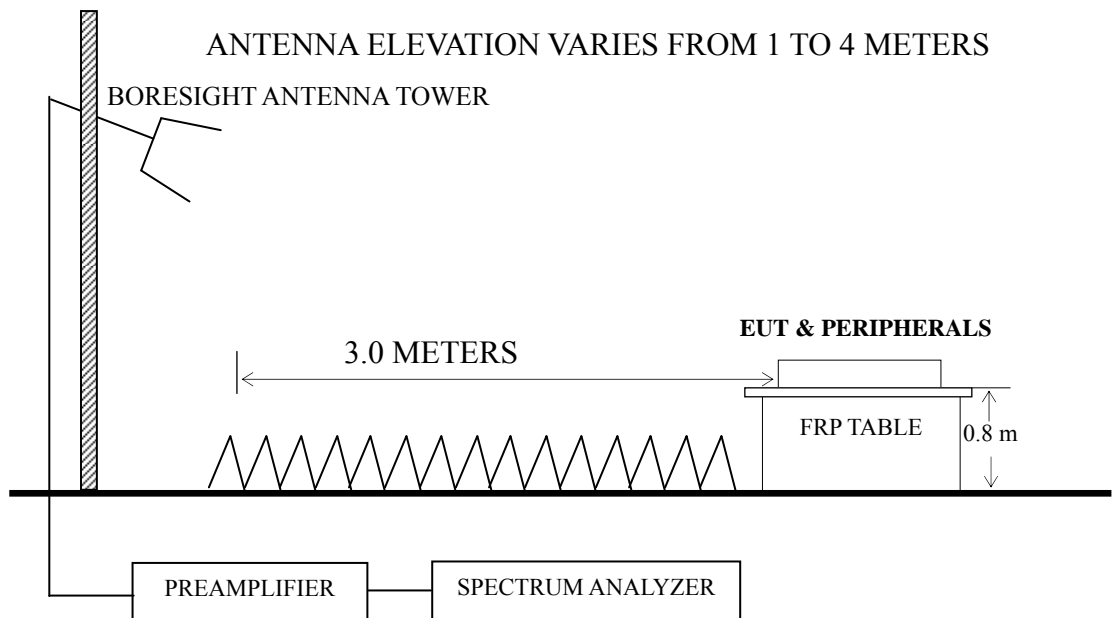 ANTENNA ELEVATION VARIES FROM 1 TO 4 METERS
BORESIGHT ANTENNA TOWER
EUT & PERIPHERALS
3.0 METERS
FRP TABLE
0.8 m
PREAMPLIFIER
SPECTRUM ANALYZER